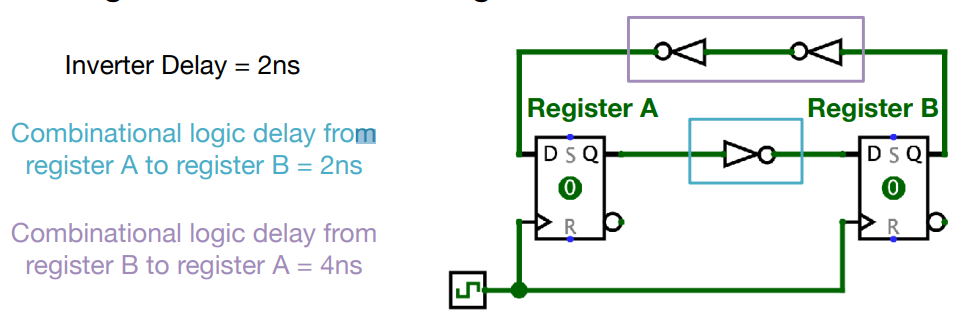 Inverter Delay = 2ns
Combinational logic delay from
register A to register B = 2ns
Combinational logic delay from
register B to register A = 4ns
Register A
Register B
D S Q
0
R
D S Q
0
R